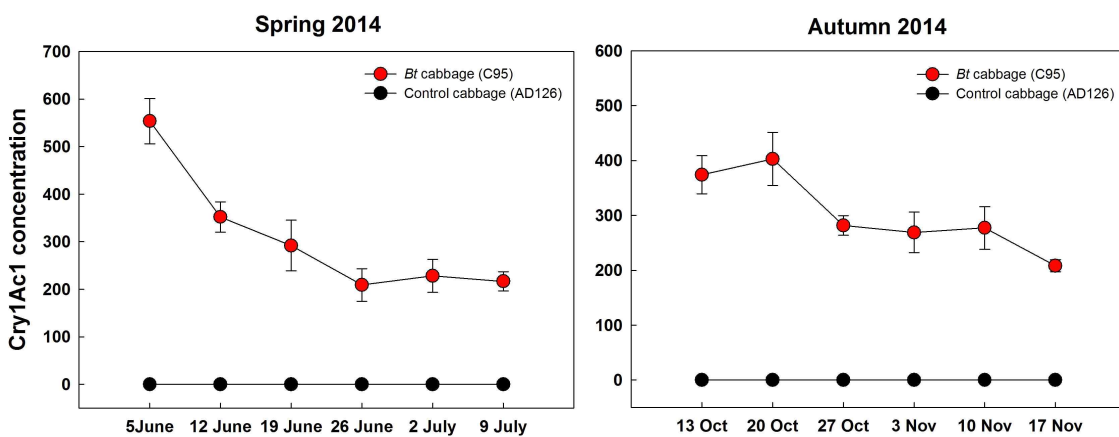 Spring 2014
Cry1Ac1 concentration
700
600
500
400
300
200
100
0
Bt cabbage (C95)
Control cabbage (AD126)
5June 12 June 19 June 26 June 2 July 9 July
Autumn 2014
600
500
400
300
200
100
0
Bt cabbage (C95)
Control cabbage (AD126)
13 Oct 20 Oct 27 Oct 3 Nov 10 Nov 17 Nov